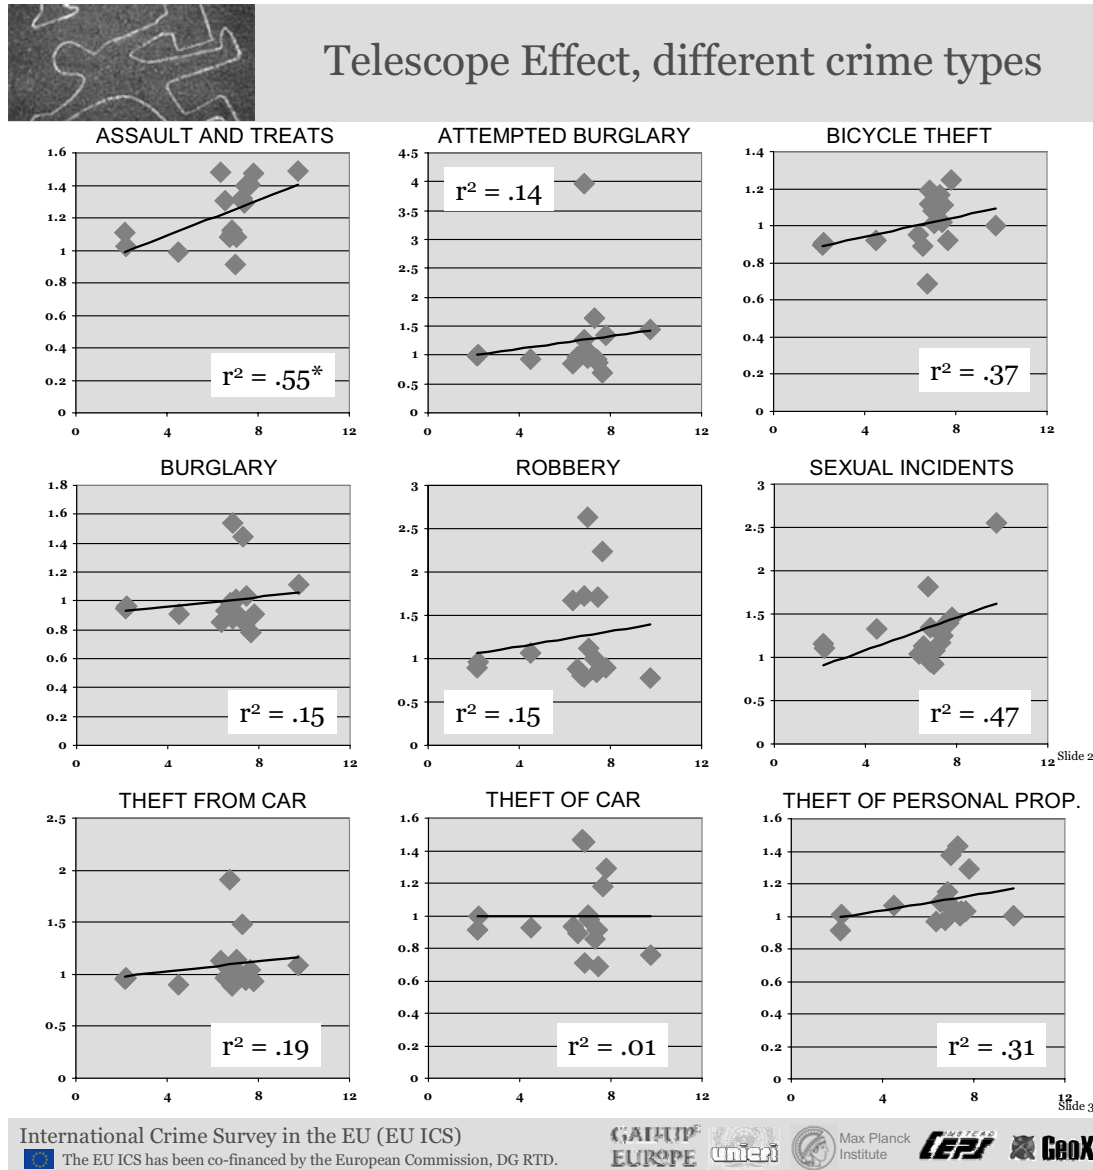 Telescope Effect, different crime types
ASSAULT AND TREATS
1.6
1.4
1.2
1
0.8
0.6
0.4
0.2
0
0 4 8 12
r² = .55*
ATTEMPTED BURGLARY
4.5
4
3.5
3
2.5
2
1.5
1
0.5
0
0 4 8 12
r² = .14
BICYCLE THEFT
1.4
1.2
1
0.8
0.6
0.4
0.2
0
0 4 8 12
r² = .37
BURGLARY
1.8
1.6
1.4
1.2
1
0.8
0.6
0.4
0.2
0
0 4 8 12
r² = .15
ROBBERY
3
2.5
2
1.5
1
0.5
0
0 4 8 12
r² = .15
SEXUAL INCIDENTS
3
2.5
2
1.5
1
0.5
0
0 4 8 12
r² = .47
Slide 2
THEFT FROM CAR
2.5
2
1.5
1
0.5
0
0 4 8 12
r² = .19
THEFT OF CAR
1.6
1.4
1.2
1
0.8
0.6
0.4
0.2
0
0 4 8 12
r² = .01
THEFT OF PERSONAL PROP.
1.6
1.4
1.2
1
0.8
0.6
0.4
0.2
0
0 4 8 12
r² = .31
Slide 3
International Crime Survey in the EU (EU ICS)
The EU ICS has been co-financed by the European Commission, DG RTD.
GALLUP
EUROPE
unicri
Max Planck
Institute
INSTEAD
CEPS
GeoX